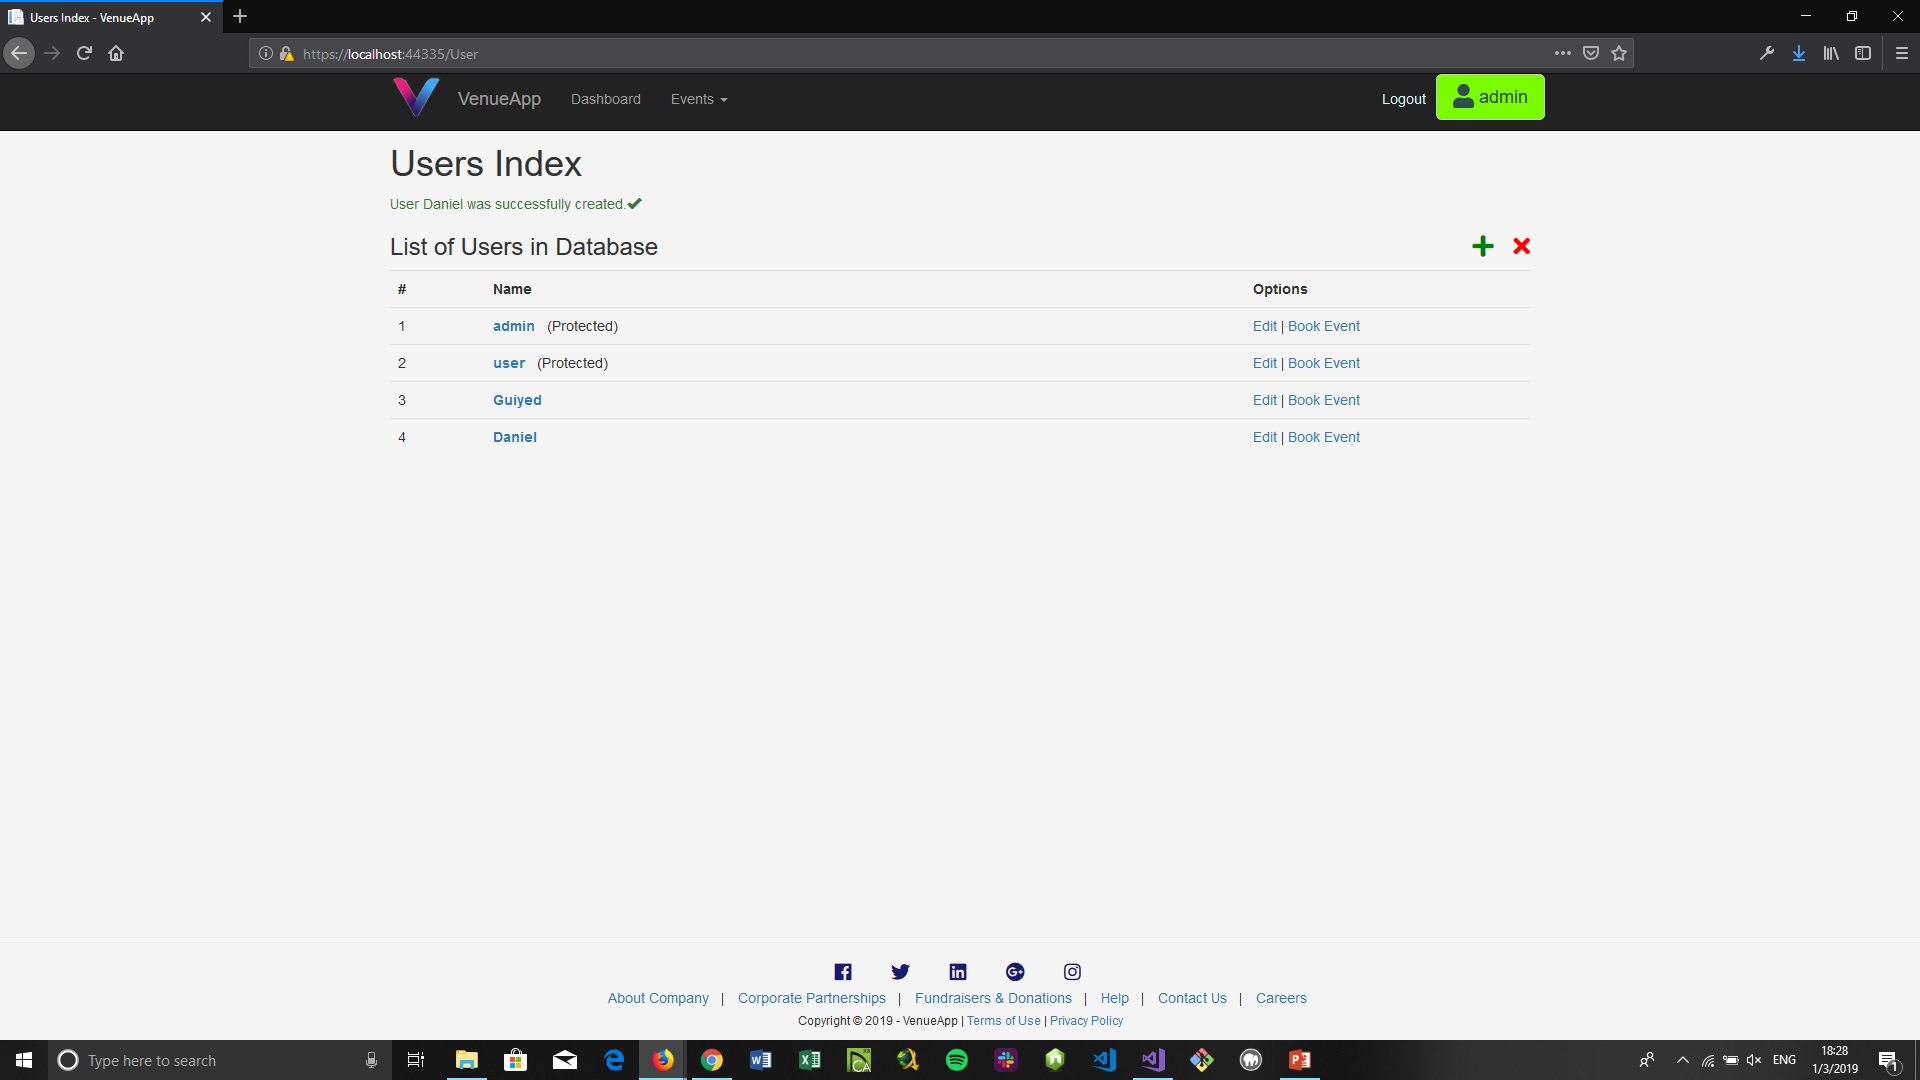 Users Index - VenueApp
https://localhost:44335/User
VenueApp Dashboard Events Logout admin
Users Index
User Daniel was successfully created.
List of Users in Database
# Name Options
1 admin (Protected) Edit | Book Event
2 user (Protected) Edit | Book Event
3 Guiyed Edit | Book Event
4 Daniel Edit | Book Event
About Company | Corporate Partnerships | Fundraisers & Donations | Help | Contact Us | Careers
Copyright © 2019 - VenueApp | Terms of Use | Privacy Policy
Type here to search
ENG
18:28
1/3/2019
1